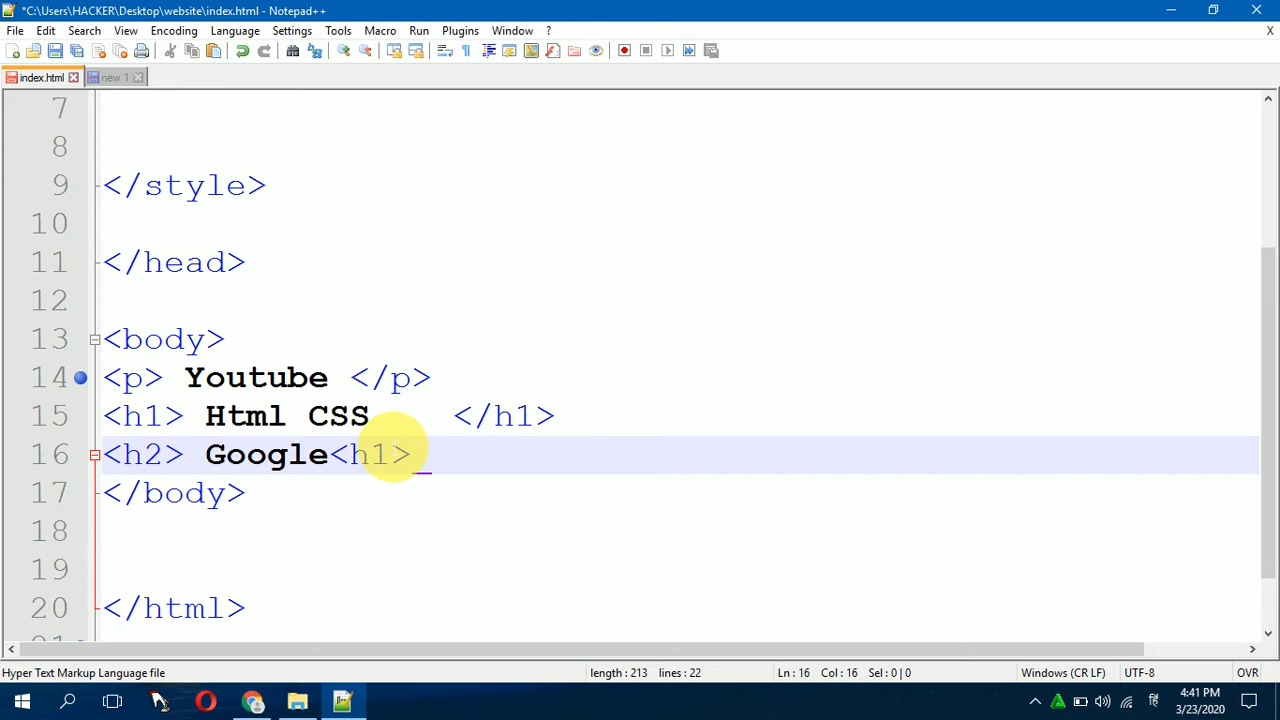 *C:\Users\HACKER\Desktop\website\index.html - Notepad++
File Edit Search View Encoding Language Settings Tools Macro Run Plugins Window ? X
index.html new 1
7
8
9 </style>
10
11 </head>
12
13 <body>
14 <p> Youtube </p>
15 <h1> Html CSS </h1>
16 <h2> Google<h1>
17 </body>
18
19
20 </html>
Hyper Text Markup Language file length : 213 lines : 22 Ln : 16 Col : 16 Sel : 0 | 0 Windows (CR LF) UTF-8 OVR
4:41 PM
3/23/2020